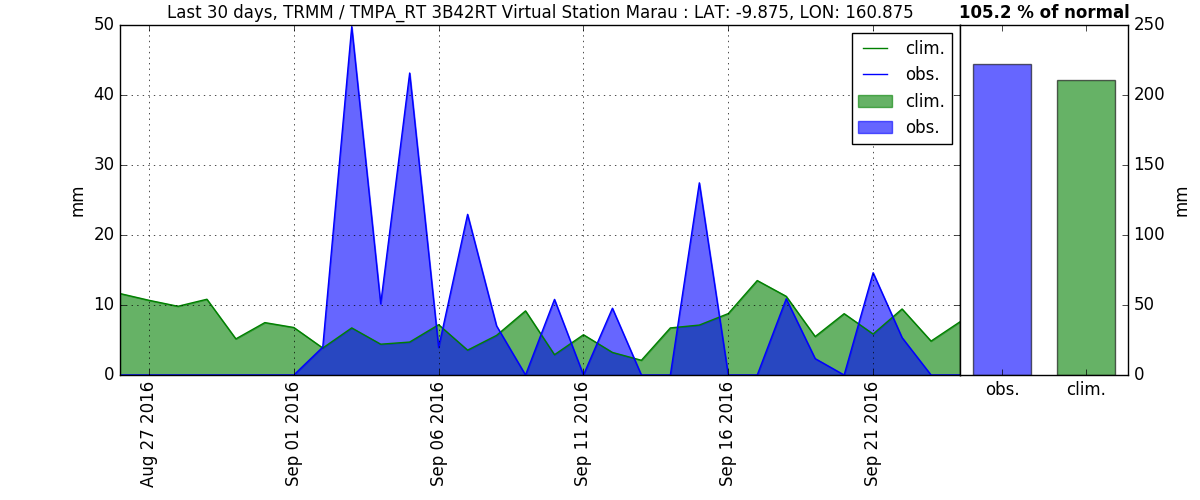 Last 30 days, TRMM / TMPA_RT 3B42RT Virtual Station Marau : LAT: -9.875, LON: 160.875
105.2 % of normal
50
40
30
20
10
0
mm
clim.
obs.
clim.
obs.
250
200
150
100
50
0
mm
obs.
clim.
Aug 27 2016
Sep 01 2016
Sep 06 2016
Sep 11 2016
Sep 16 2016
Sep 21 2016